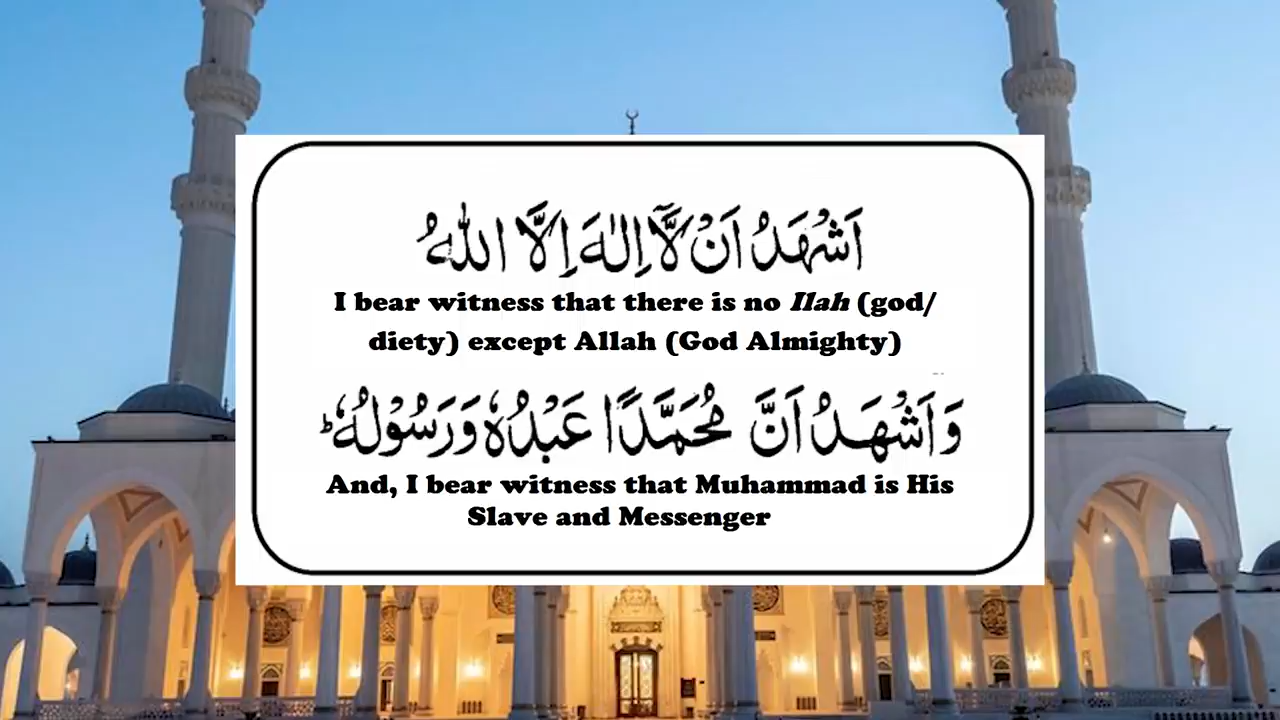 اَشْهَدُ اَنْ لَّآ اِلٰهَ اِلَّا اللهُ
I bear witness that there is no Ilah (god/
diety) except Allah (God Almighty)
وَاَشْهَدُ اَنَّ مُحَمَّدًا عَبْدُهٗ وَرَسُوْلُهٗؕ
And, I bear witness that Muhammad is His
Slave and Messenger